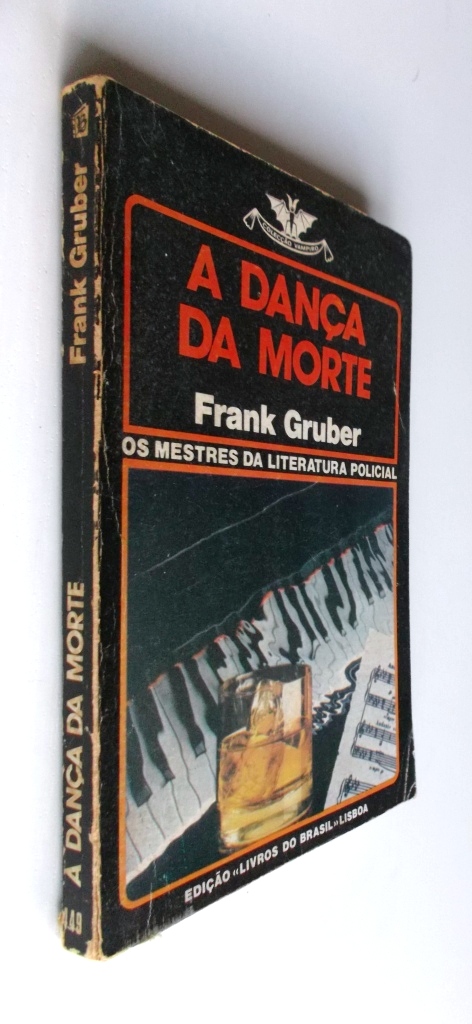 COLECÇÃO VAMPIRO
A DANÇA
DA MORTE
Frank Gruber
OS MESTRES DA LITERATURA POLICIAL
EDIÇÃO «LIVROS DO BRASIL» LISBOA
Frank Gruber
A DANÇA DA MORTE
449